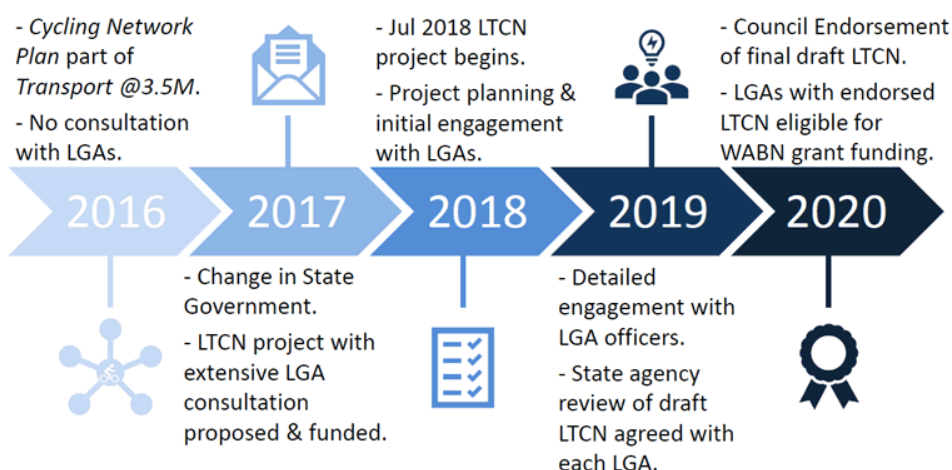 - Cycling Network
Plan part of
Transport @3.5M.
- No consultation
with LGAs.
- Jul 2018 LTCN
project begins.
- Project planning &
initial engagement
with LGAs.
- Council Endorsement
of final draft LTCN.
- LGAs with endorsed
LTCN eligible for
WABN grant funding.
2016
2017
2018
2019
2020
- Change in State
Government.
- LTCN project with
extensive LGA
consultation
proposed & funded.
- Detailed
engagement with
LGA officers.
- State agency
review of draft
LTCN agreed with
each LGA.